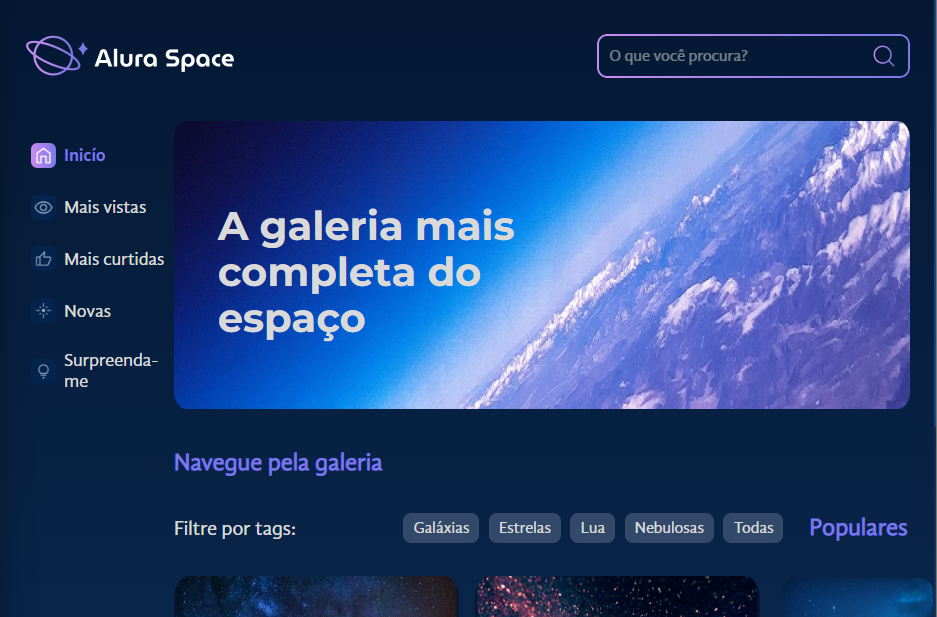 Alura Space
O que você procura?
Inicío
Mais vistas
Mais curtidas
Novas
Surpreenda-
me
A galeria mais
completa do
espaço
Navegue pela galeria
Filtre por tags:
Galáxias
Estrelas
Lua
Nebulosas
Todas
Populares